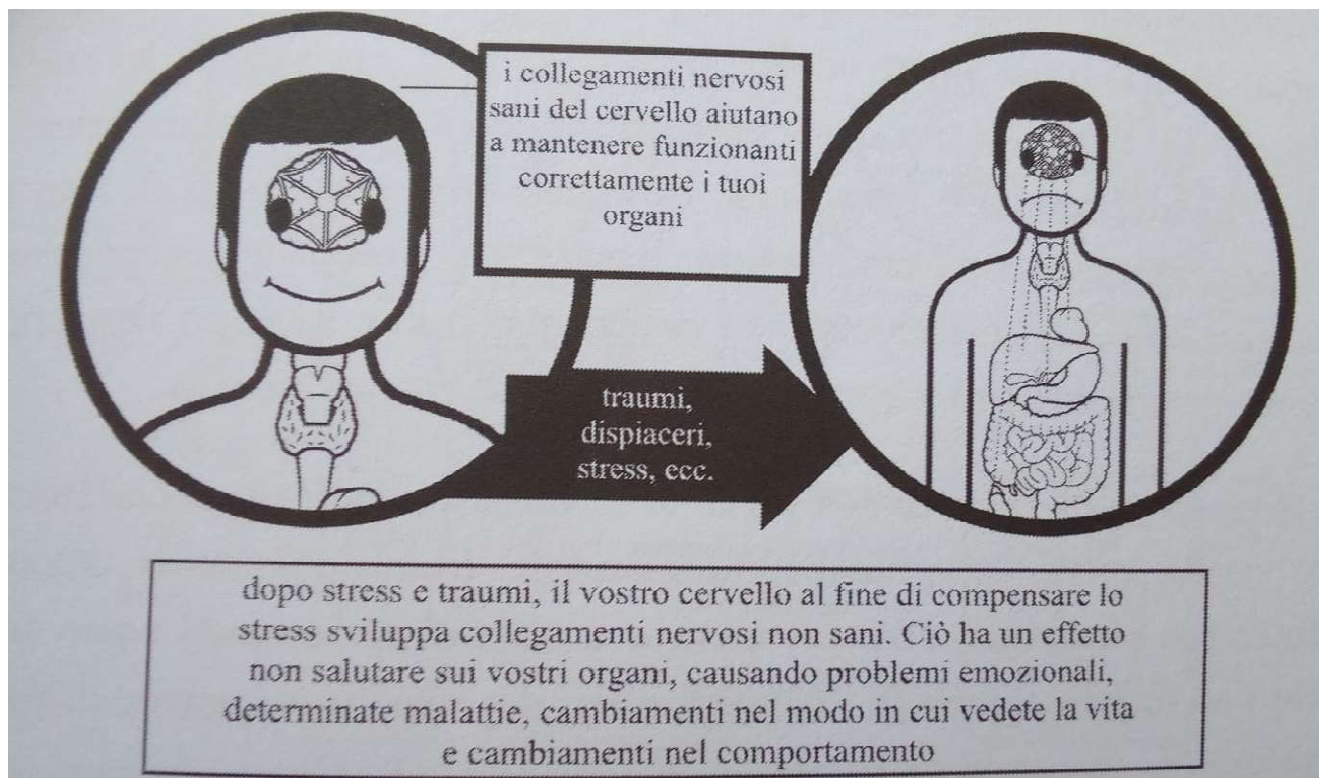 i collegamenti nervosi
sani del cervello aiutano
a mantenere funzionanti
correttamente i tuoi
organi
traumi,
dispiaceri,
stress, ecc.
dopo stress e traumi, il vostro cervello al fine di compensare lo
stress sviluppa collegamenti nervosi non sani. Ciò ha un effetto
non salutare sui vostri organi, causando problemi emozionali,
determinate malattie, cambiamenti nel modo in cui vedete la vita
e cambiamenti nel comportamento